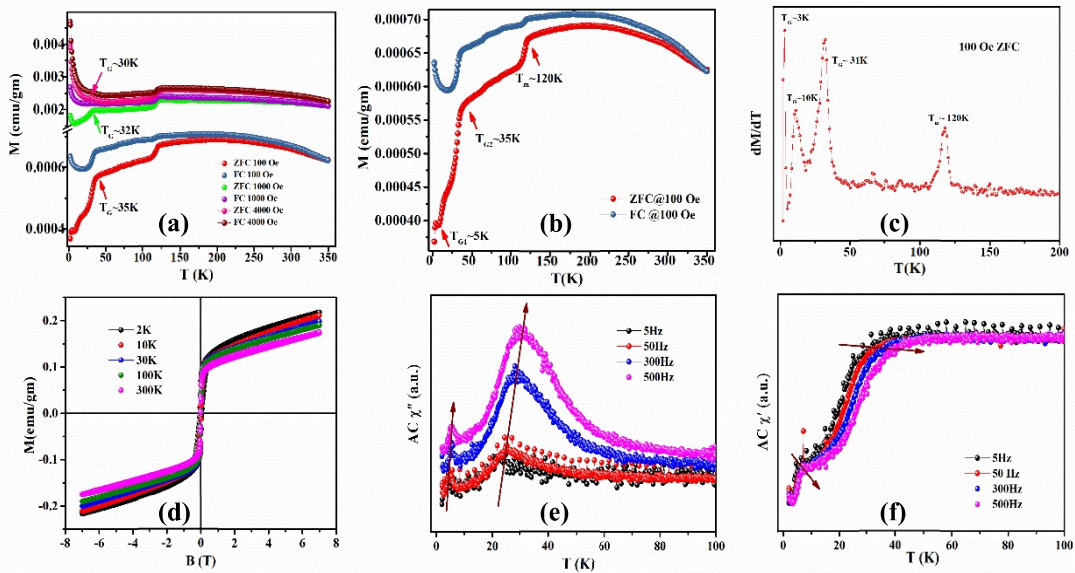 0.004
0.003
0.002
0.0006
0.0004
M (emu/gm)
T_G~30K
T_G~32K
T_G~35K
ZFC 100 Oe
FC 100 Oe
ZFC 1000 Oe
FC 1000 Oe
ZFC 4000 Oe
FC 4000 Oe
(a)
0 50 100 150 200 250 300 350
T (K)
0.00070
0.00065
0.00060
0.00055
0.00050
0.00045
0.00040
M (emu/gm)
T_m~120K
T_G2~35K
T_G1~5K
ZFC@100 Oe
FC @100 Oe
(b)
0 50 100 150 200 250 300 350
T (K)
T_G~3K
100 Oe ZFC
T_G~31K
T_G~10K
T_m~ 120K
dM/dT
(c)
0 50 100 150 200
T(K)
0.2
0.1
0.0
-0.1
-0.2
M(emu/gm)
2K
10K
30K
100K
300K
(d)
-8 -6 -4 -2 0 2 4 6 8
B (T)
AC χ″ (a.u.)
5Hz
50Hz
300Hz
500Hz
(e)
0 20 40 60 80 100
T (K)
AC χ′ (a.u.)
5Hz
50 Hz
300Hz
500Hz
(f)
0 20 40 60 80 100
T (K)